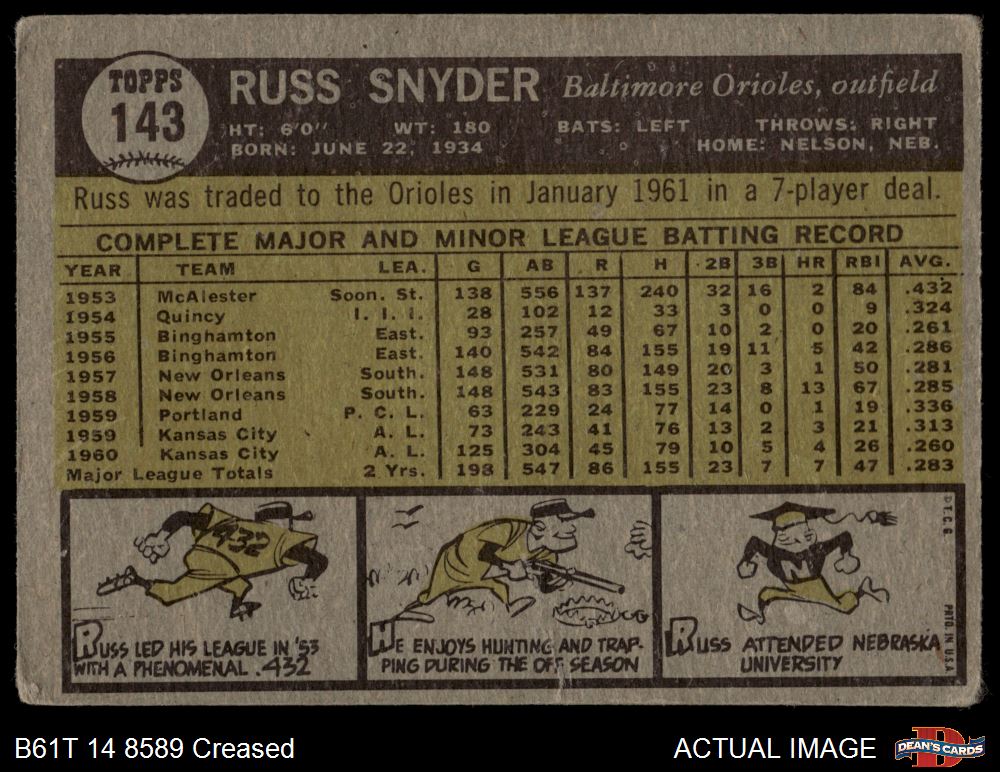 TOPPS
143
RUSS SNYDER Baltimore Orioles, outfield
HT: 6'0" WT: 180 BATS: LEFT THROWS: RIGHT
BORN: JUNE 22, 1934 HOME: NELSON, NEB.
Russ was traded to the Orioles in January 1961 in a 7-player deal.
COMPLETE MAJOR AND MINOR LEAGUE BATTING RECORD
YEAR TEAM LEA. G AB R H 2B 3B HR RBI AVG.
1953 McAlester Soon. St. 138 556 137 240 32 16 2 84 .432
1954 Quincy I. I. I. 28 102 12 33 3 0 0 9 .324
1955 Binghamton East. 93 257 49 67 10 2 0 20 .261
1956 Binghamton East. 140 542 84 155 19 11 5 42 .286
1957 New Orleans South. 148 531 80 149 20 3 1 50 .281
1958 New Orleans South. 148 543 83 155 23 8 13 67 .285
1959 Portland P. C. L. 63 229 24 77 14 0 1 19 .336
1959 Kansas City A. L. 73 243 41 76 13 2 3 21 .313
1960 Kansas City A. L. 125 304 45 79 10 5 4 26 .260
Major League Totals 2 Yrs. 198 547 86 155 23 7 7 47 .283
432
N
RUSS LED HIS LEAGUE IN '53
WITH A PHENOMENAL .432
HE ENJOYS HUNTING AND TRAP-
PING DURING THE OFF SEASON
RUSS ATTENDED NEBRASKA
UNIVERSITY
©T.C.G. PRTD. IN U.S.A.
B61T 14 8589 Creased
ACTUAL IMAGE
DEAN'S CARDS